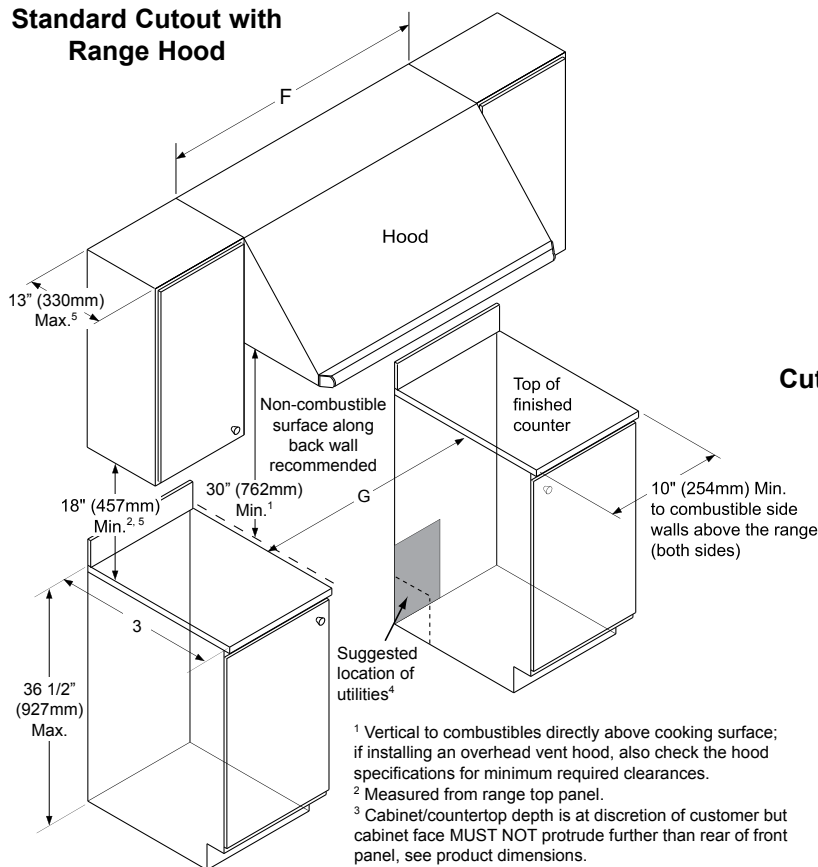 Standard Cutout with
Range Hood
F
Hood
13” (330mm)
Max.⁵
Non-combustible
surface along
back wall
recommended
Top of
finished
counter
Cut
18" (457mm)
Min.²˒ ⁵
30” (762mm)
Min.¹
G
10" (254mm) Min.
to combustible side
walls above the range
(both sides)
3
Suggested
location of
utilities⁴
36 1/2”
(927mm)
Max.
¹ Vertical to combustibles directly above cooking surface;
if installing an overhead vent hood, also check the hood
specifications for minimum required clearances.
² Measured from range top panel.
³ Cabinet/countertop depth is at discretion of customer but
cabinet face MUST NOT protrude further than rear of front
panel, see product dimensions.